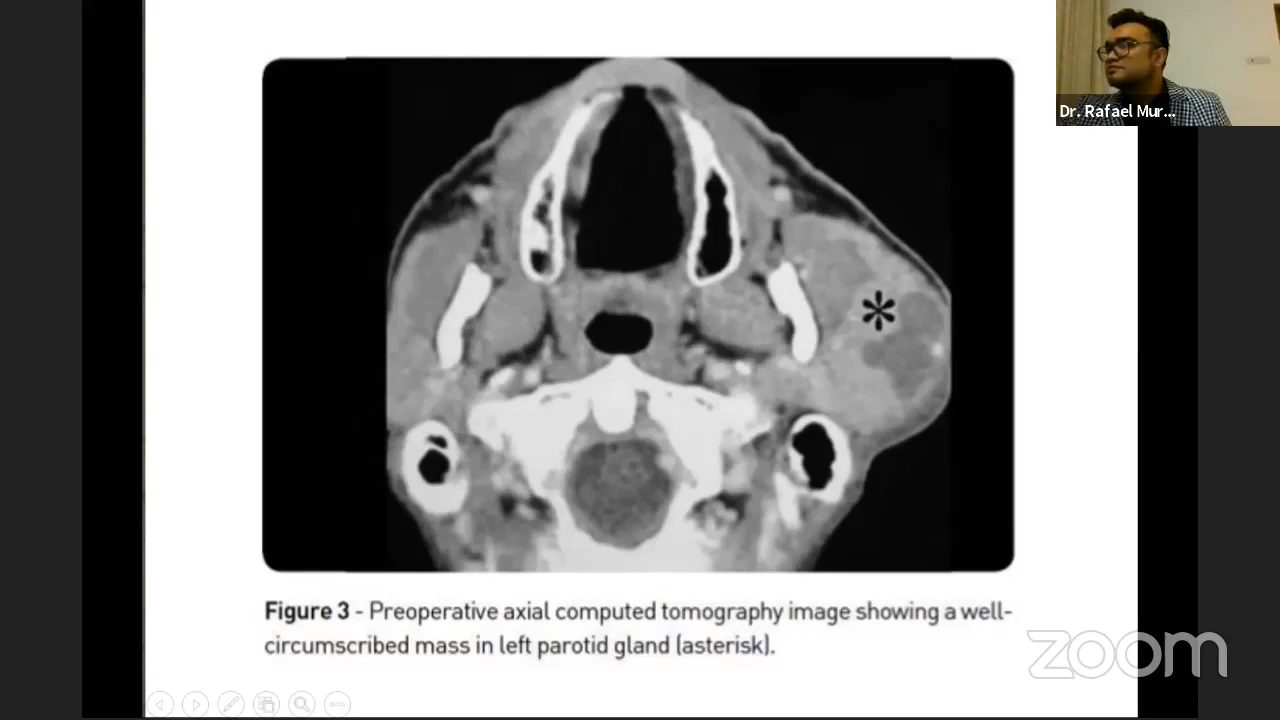 Dr. Rafael Mur...
*
Figure 3 - Preoperative axial computed tomography image showing a well-
circumscribed mass in left parotid gland (asterisk).
zoom